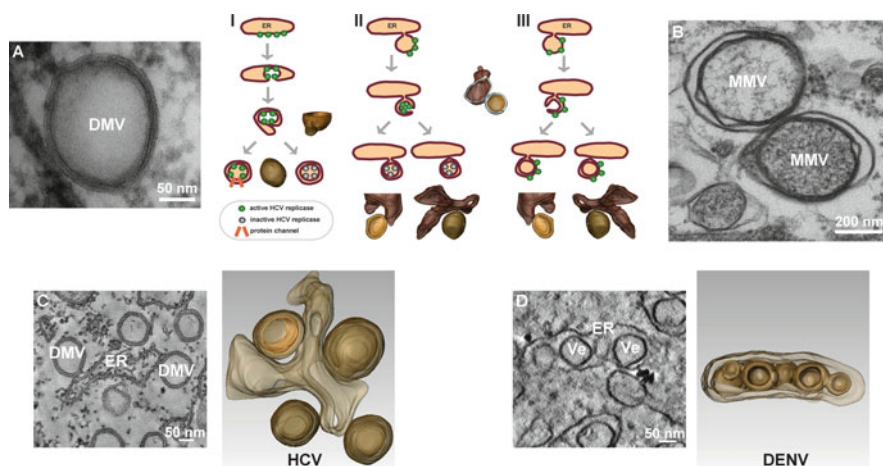 A
DMV
50 nm
I
ER
II
ER
III
ER
active HCV replicase
inactive HCV replicase
protein channel
B
MMV
MMV
200 nm
C
DMV
ER
DMV
50 nm
HCV
D
ER
Ve
Ve
50 nm
DENV